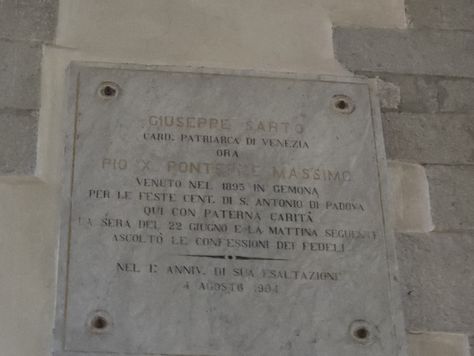 GIUSEPPE SARTO
CARD. PATRIARCA DI VENEZIA
ORA
PIO X PONTEFICE MASSIMO
VENUTO NEL 1895 IN GEMONA
PER LE FESTE CENT. DI S. ANTONIO DI PADOVA
QUI CON PATERNA CARITÀ
LA SERA DEL 22 GIUGNO E LA MATTINA SEGUENTE
ASCOLTÒ LE CONFESSIONI DEI FEDELI
NEL I° ANNIV. DI SUA ESALTAZIONE
4 AGOSTO 1904